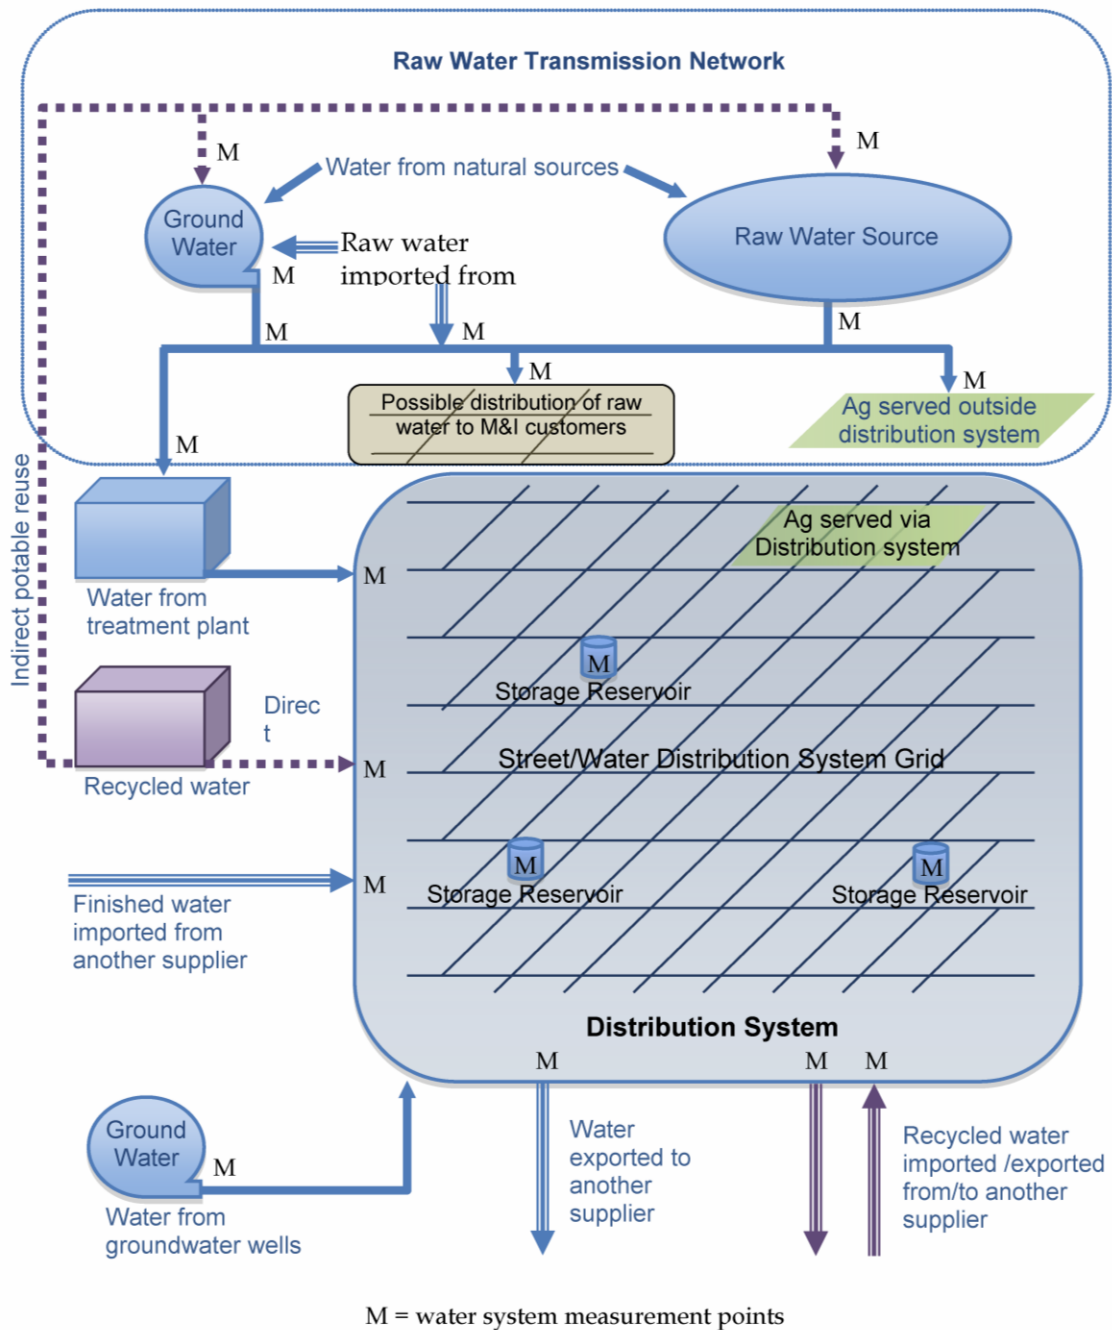 Raw Water Transmission Network
M
M
Water from natural sources
Ground
Water
Raw Water Source
Raw water
imported from
M
M
M
M
M
M
Possible distribution of raw
water to M&I customers
Ag served outside
distribution system
M
Indirect potable reuse
Ag served via
Distribution system
M
Water from
treatment plant
M
Storage Reservoir
Direc
t
Street/Water Distribution System Grid
M
Recycled water
M
M
M
Storage Reservoir
Storage Reservoir
Finished water
imported from
another supplier
Distribution System
M
M
M
Ground
Water
M
Water from
groundwater wells
Water
exported to
another
supplier
Recycled water
imported /exported
from/to another
supplier
M = water system measurement points